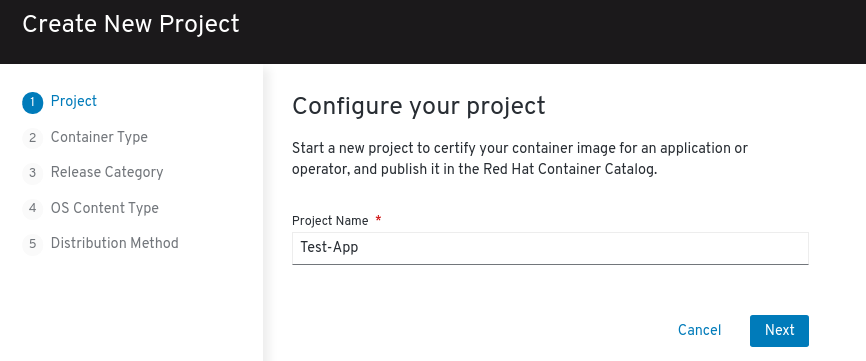 Create New Project
1 Project
2 Container Type
3 Release Category
4 OS Content Type
5 Distribution Method
Configure your project
Start a new project to certify your container image for an application or
operator, and publish it in the Red Hat Container Catalog.
Project Name *
Test-App
Cancel Next